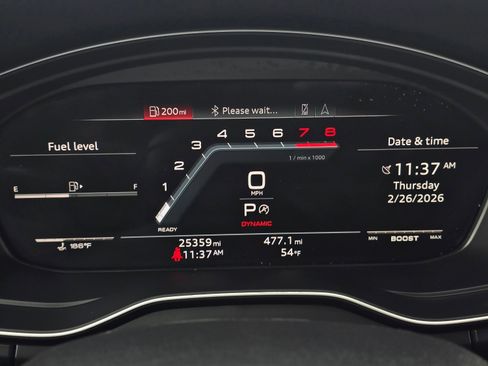 200 mi
Please wait...
Fuel level
E F
186°F
1 2 3 4 5 6 7 8
1 / min x 1000
0
MPH
P
DYNAMIC
READY
25359 mi
477.1 mi
11:37 AM
54°F
Date & time
11:37 AM
Thursday
2/26/2026
MIN BOOST MAX